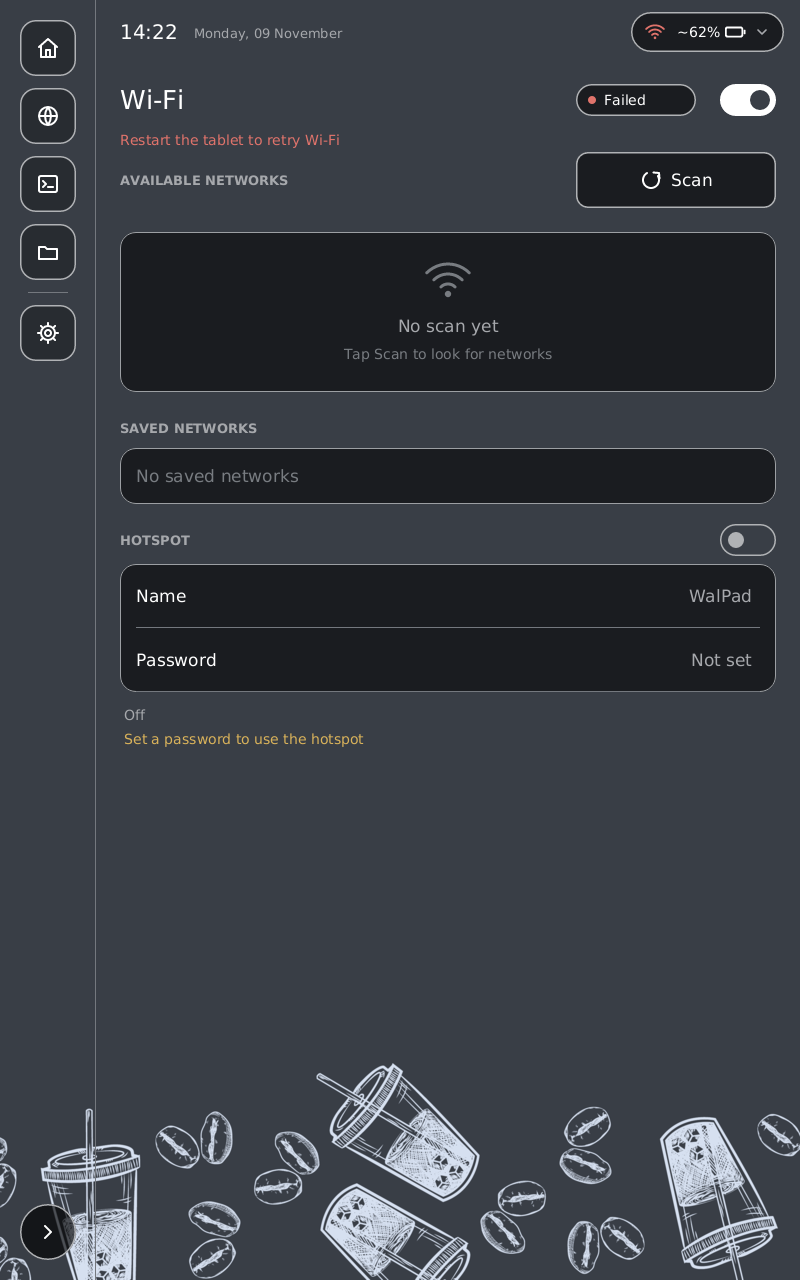 14:22 Monday, 09 November ~62%
Wi-Fi Failed
Restart the tablet to retry Wi-Fi
AVAILABLE NETWORKS Scan
No scan yet
Tap Scan to look for networks
SAVED NETWORKS
No saved networks
HOTSPOT
Name WalPad
Password Not set
Off
Set a password to use the hotspot